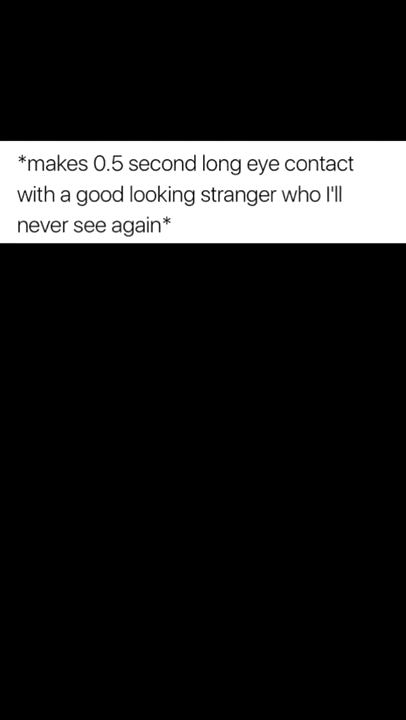 *makes 0.5 second long eye contact
with a good looking stranger who I'll
never see again*